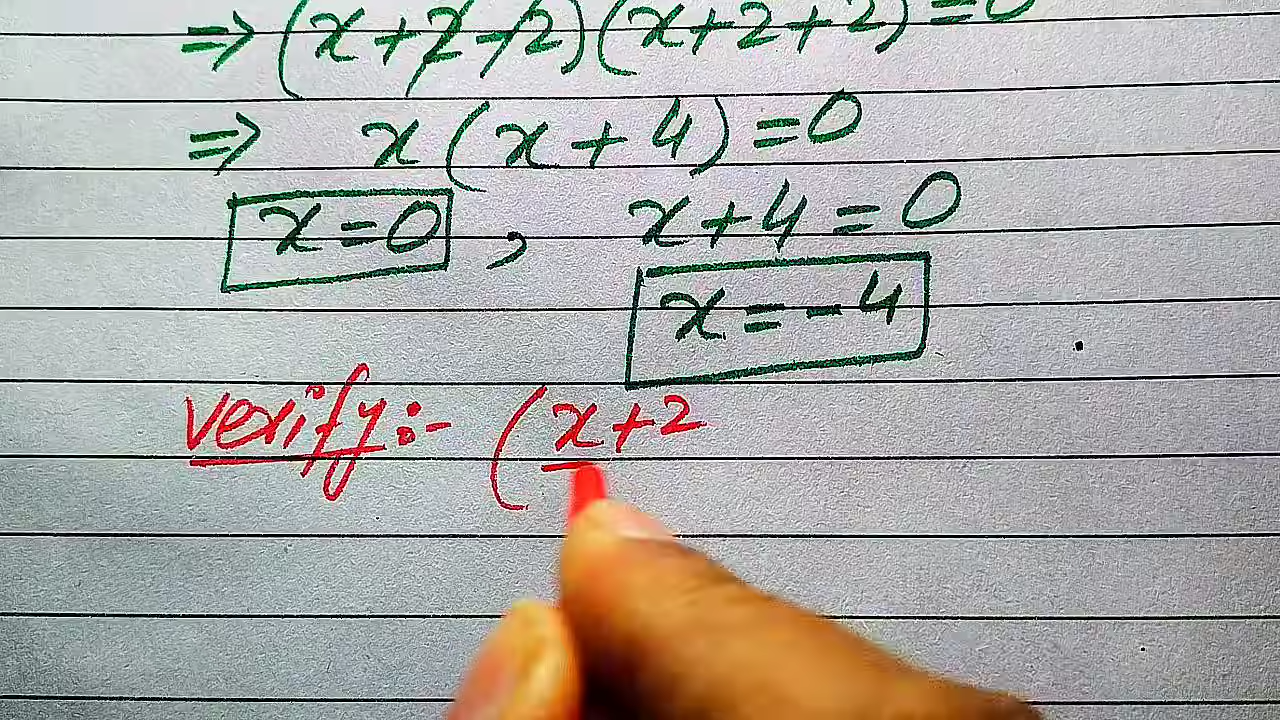 ⇒ (x+2-2)(x+2+2)=0
⇒ x(x+4)=0
x=0 , x+4=0
x=-4
verify:- (x+2